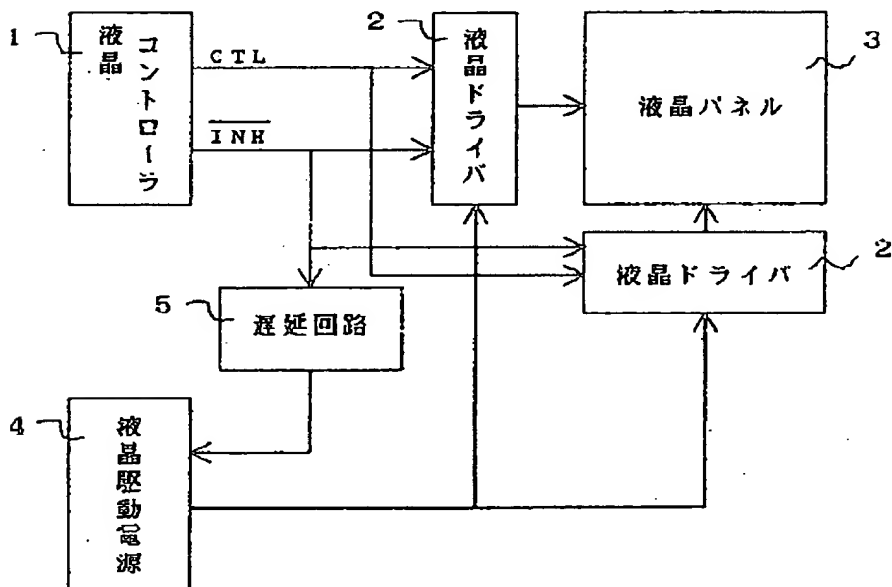 1
液晶
コントローラ
CTL
I̅N̅H̅
2
液晶ドライバ
3
液晶パネル
液晶ドライバ
2
5
遅延回路
4
液晶駆動電源